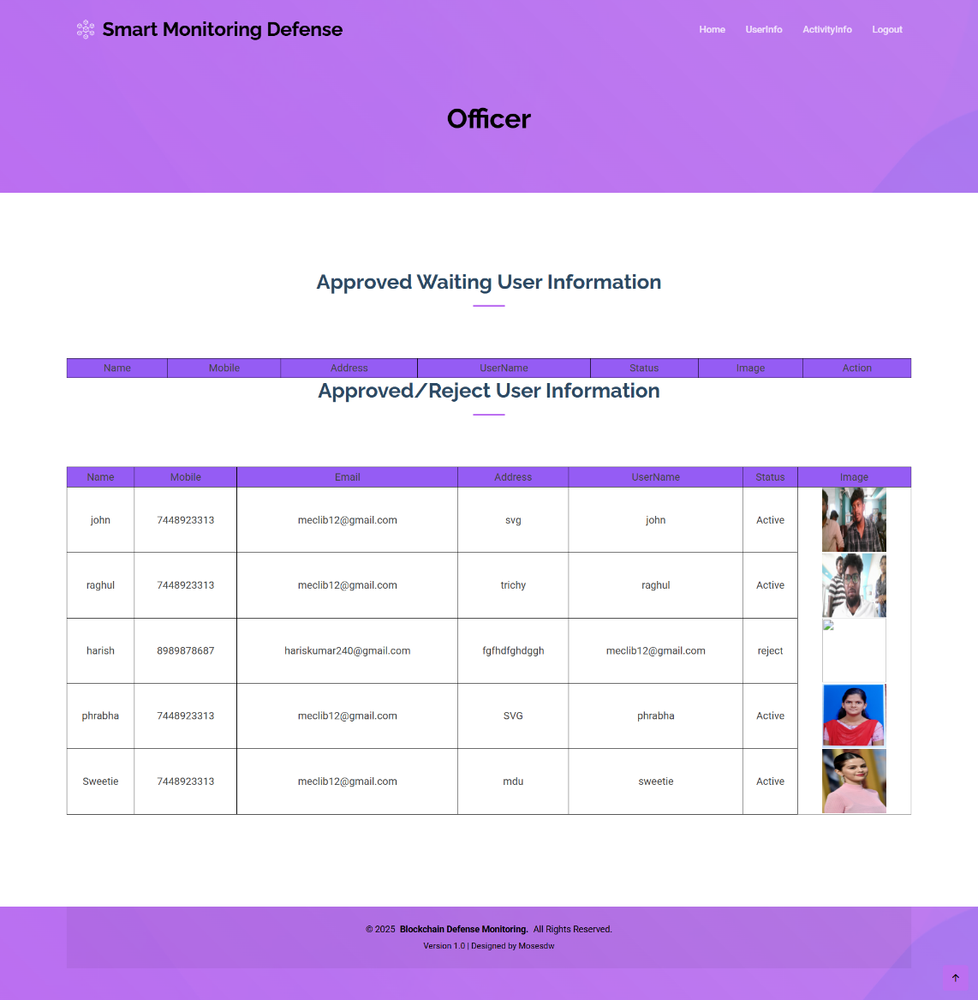 Smart Monitoring Defense
Home UserInfo ActivityInfo Logout
Officer
Approved Waiting User Information
Name Mobile Address UserName Status Image Action
Approved/Reject User Information
Name Mobile Email Address UserName Status Image
john 7448923313 meclib12@gmail.com svg john Active
raghul 7448923313 meclib12@gmail.com trichy raghul Active
harish 8989878687 hariskumar240@gmail.com fgfhdfghdggh meclib12@gmail.com reject
phrabha 7448923313 meclib12@gmail.com SVG phrabha Active
Sweetie 7448923313 meclib12@gmail.com mdu sweetie Active
© 2025 Blockchain Defense Monitoring. All Rights Reserved.
Version 1.0 | Designed by Mosesdw